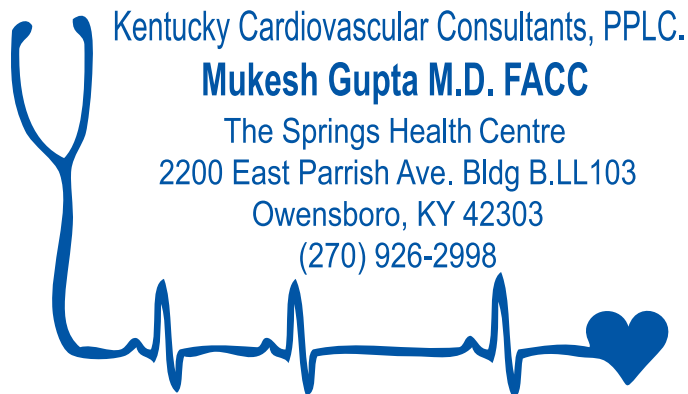 Kentucky Cardiovascular Consultants, PPLC.
Mukesh Gupta M.D. FACC
The Springs Health Centre
2200 East Parrish Ave. Bldg B.LL103
Owensboro, KY 42303
(270) 926-2998